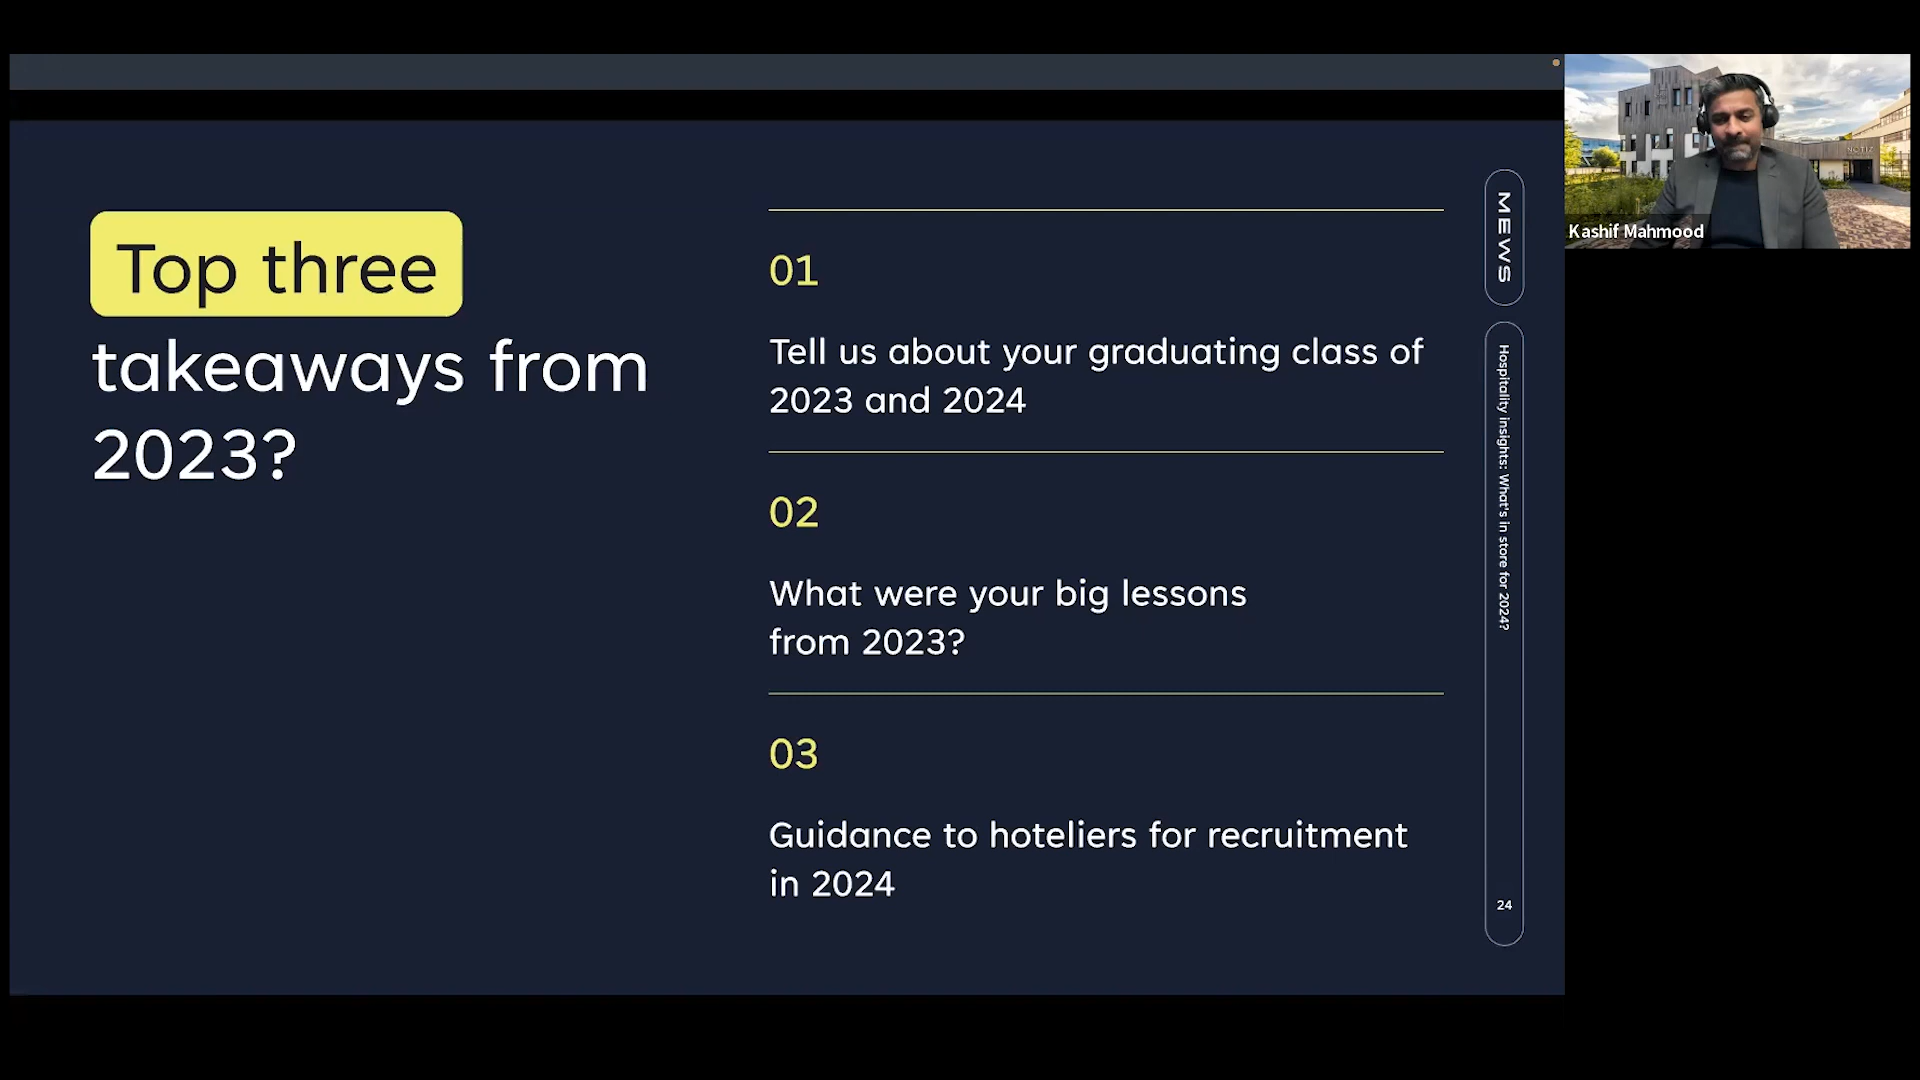 Top three
takeaways from
2023?
01
Tell us about your graduating class of
2023 and 2024
02
What were your big lessons
from 2023?
03
Guidance to hoteliers for recruitment
in 2024
MEWS
Hospitality insights: What's in store for 2024?
24
NOTIZ
Kashif Mahmood